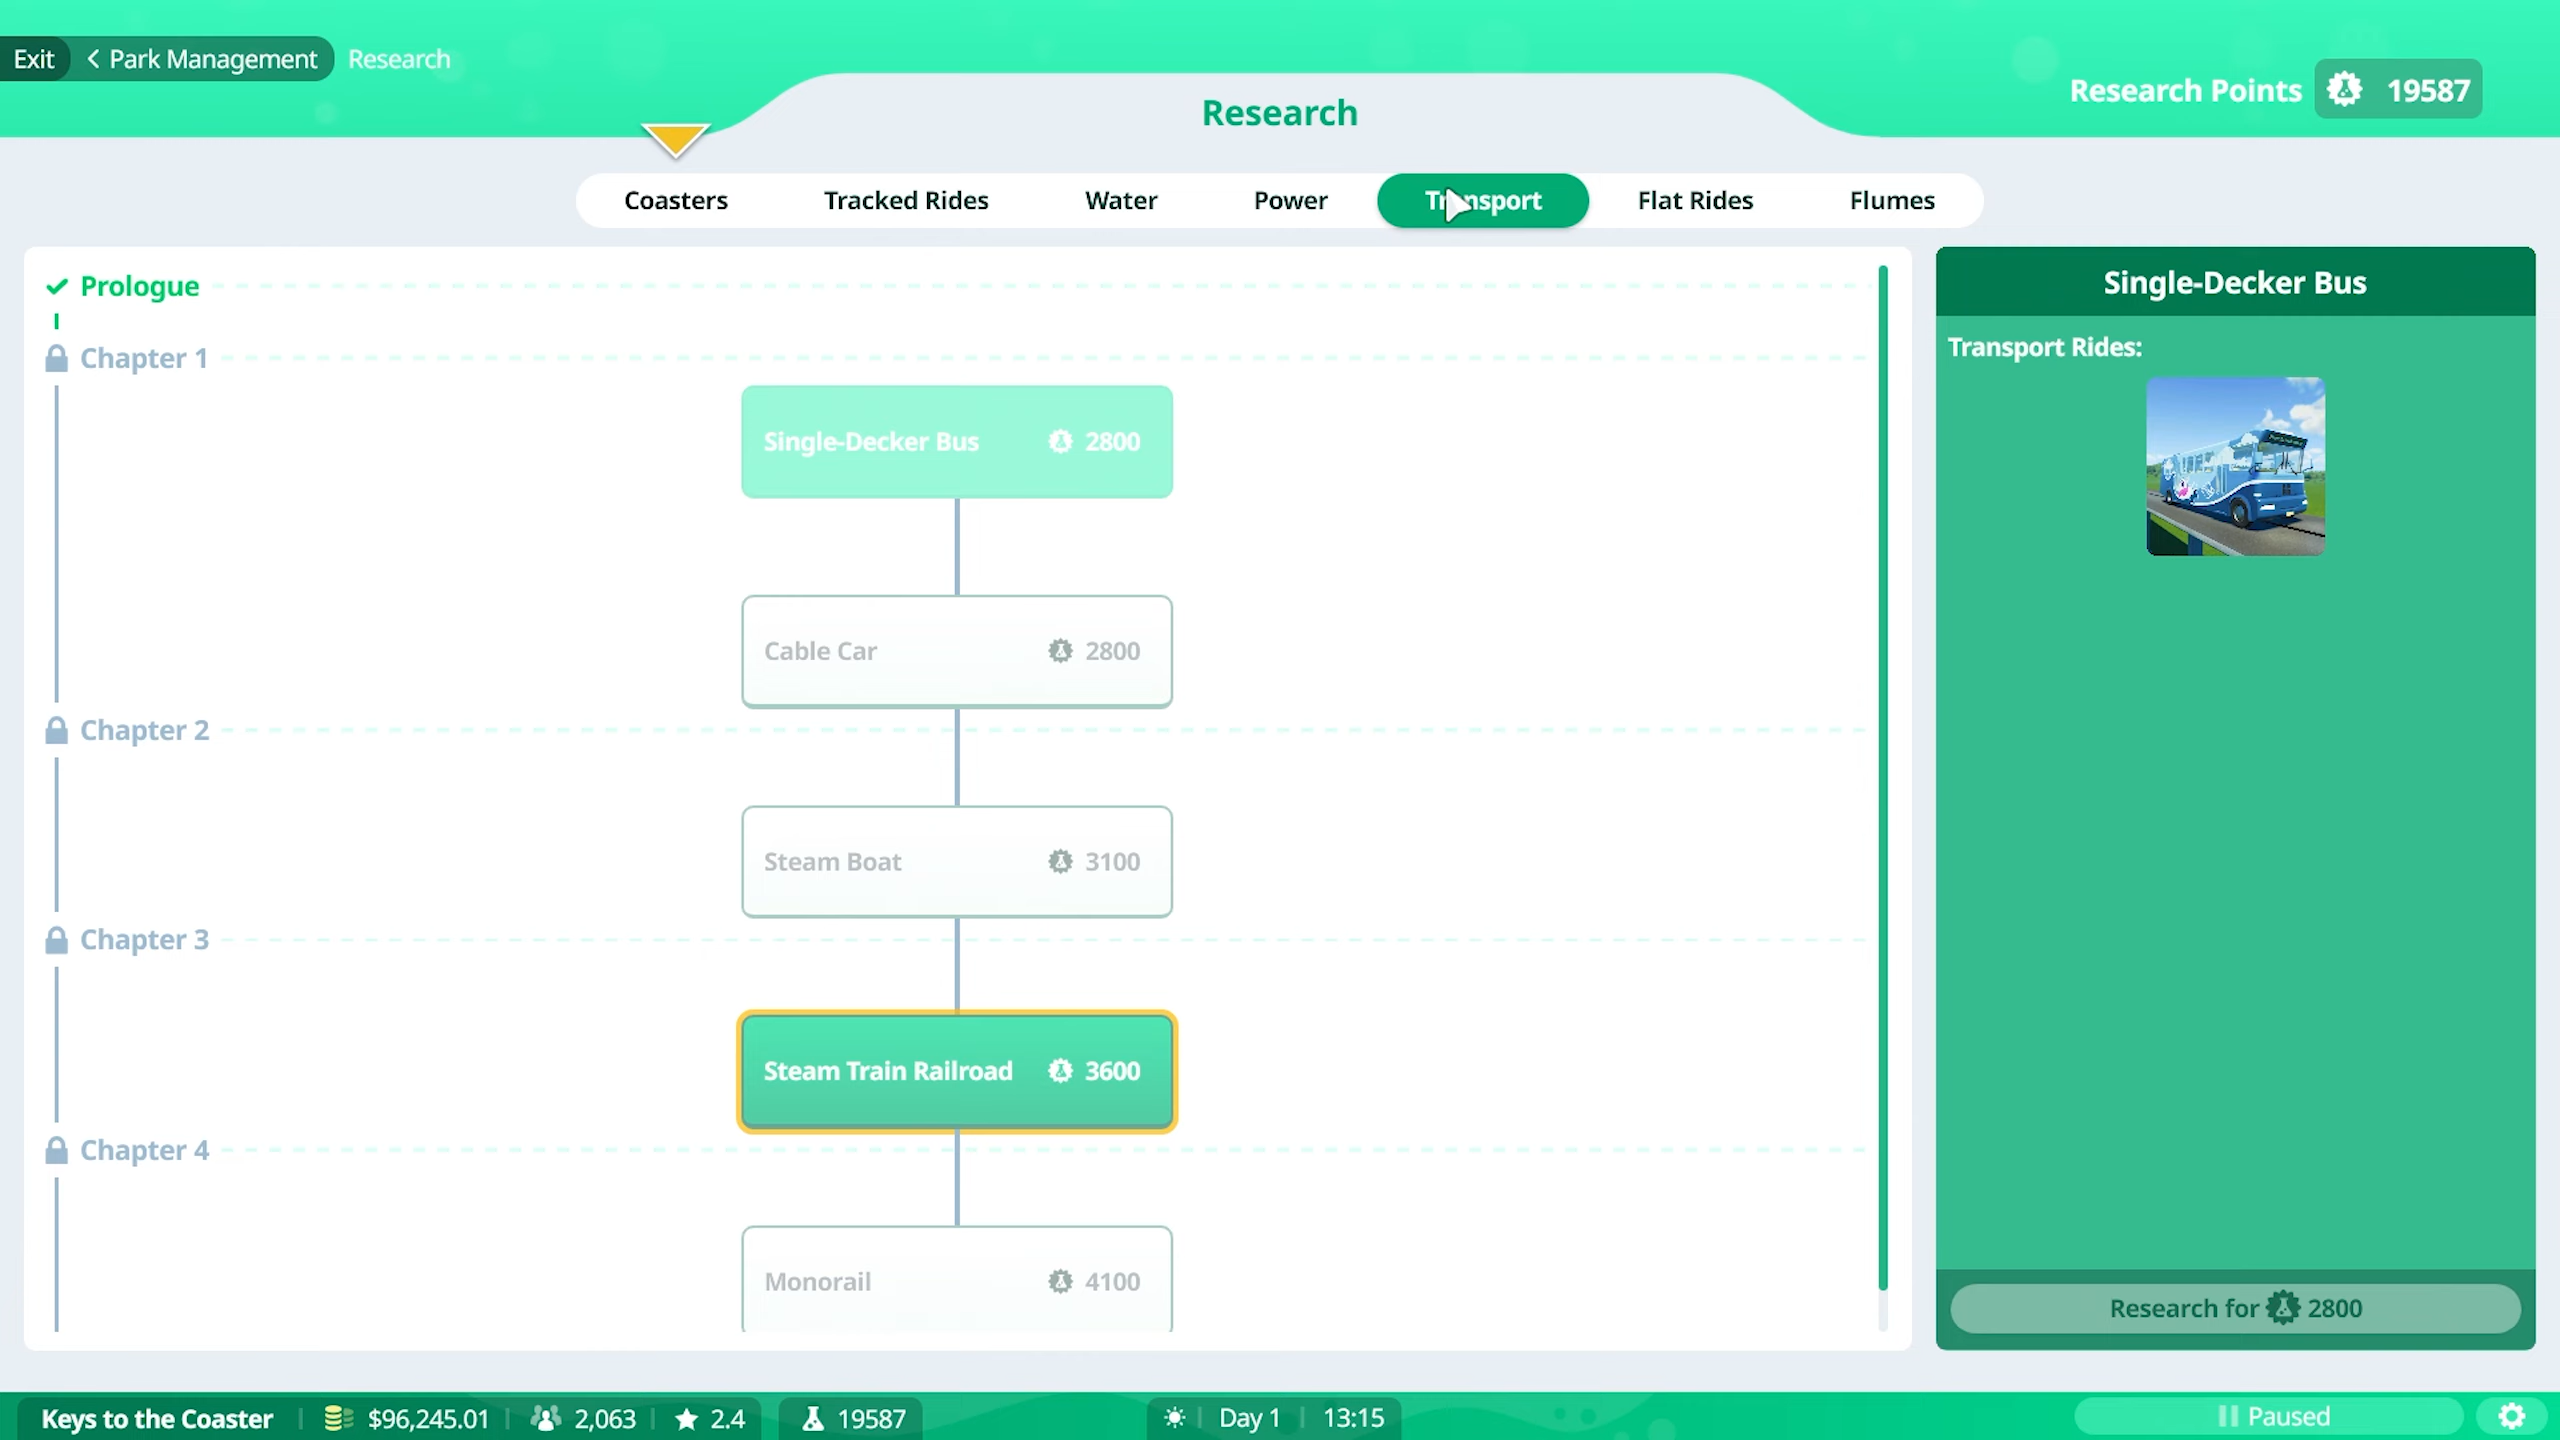 Exit
Park Management
Research
Research
Research Points
19587
Coasters
Tracked Rides
Water
Power
Transport
Flat Rides
Flumes
Prologue
Chapter 1
Single-Decker Bus 2800
Cable Car 2800
Chapter 2
Steam Boat 3100
Chapter 3
Steam Train Railroad 3600
Chapter 4
Monorail 4100
Single-Decker Bus
Transport Rides:
Research for 2800
Keys to the Coaster
$96,245.01
2,063
2.4
19587
Day 1
13:15
Paused